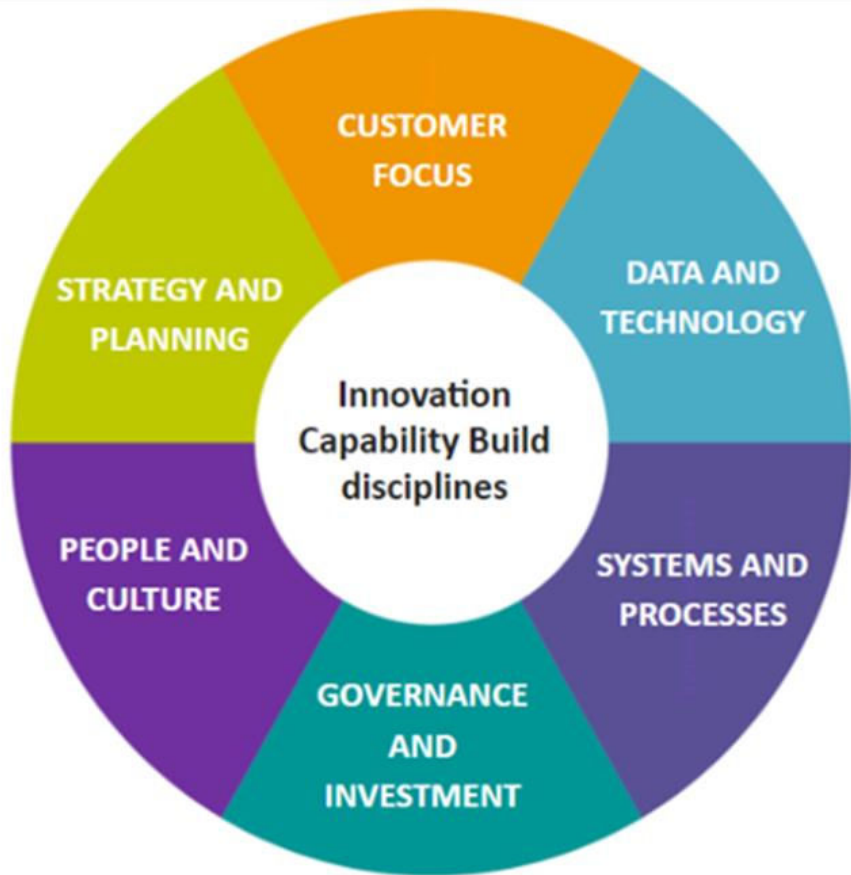 CUSTOMER
FOCUS
DATA AND
TECHNOLOGY
SYSTEMS AND
PROCESSES
GOVERNANCE
AND
INVESTMENT
PEOPLE AND
CULTURE
STRATEGY AND
PLANNING
Innovation
Capability Build
disciplines